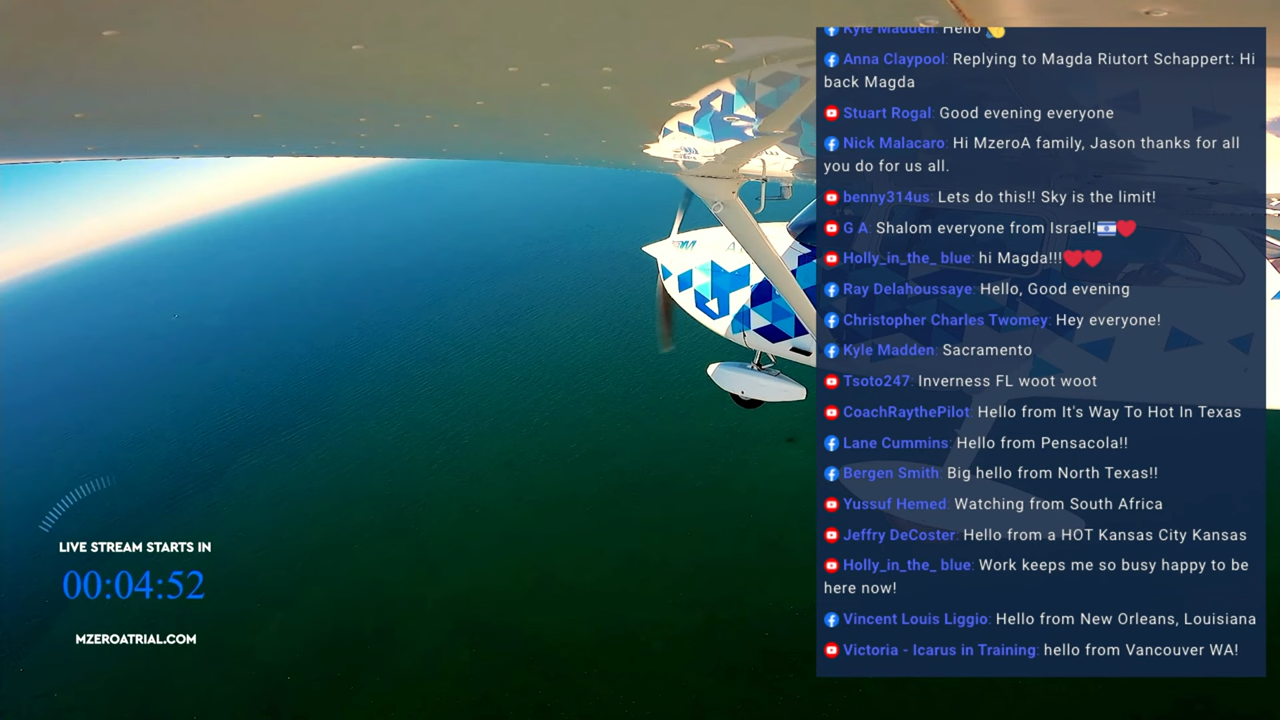 Kyle Madden: Hello 👋
Anna Claypool: Replying to Magda Riutort Schappert: Hi
back Magda
Stuart Rogal: Good evening everyone
Nick Malacaro: Hi MzeroA family, Jason thanks for all
you do for us all.
benny314us: Lets do this!! Sky is the limit!
G A: Shalom everyone from Israel!🇮🇱❤️
Holly_in_the_ blue: hi Magda!!!❤️❤️
Ray Delahoussaye: Hello, Good evening
Christopher Charles Twomey: Hey everyone!
Kyle Madden: Sacramento
Tsoto247: Inverness FL woot woot
CoachRaythePilot: Hello from It's Way To Hot In Texas
Lane Cummins: Hello from Pensacola!!
Bergen Smith: Big hello from North Texas!!
Yussuf Hemed: Watching from South Africa
Jeffry DeCoster: Hello from a HOT Kansas City Kansas
Holly_in_the_ blue: Work keeps me so busy happy to be
here now!
Vincent Louis Liggio: Hello from New Orleans, Louisiana
Victoria - Icarus in Training: hello from Vancouver WA!
LIVE STREAM STARTS IN
00:04:52
MZEROATRIAL.COM